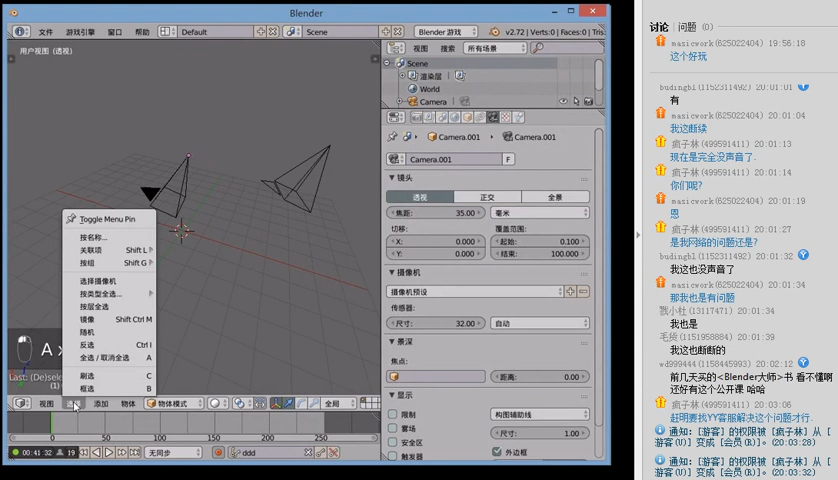 Blender
文件
游戏引擎
窗口
帮助
Default
Scene
Blender 游戏
v2.72 | Verts:0 | Faces:0 | Tris:
用户视图 (透视)
视图
搜索
所有场景
Scene
渲染层
World
Camera
Camera.001
Camera.001
Camera.001
F
镜头
透视
正交
全景
焦距:
35.00
毫米
切移:
覆盖范围:
X:
0.000
起始:
0.100
Y:
0.000
结束:
100.000
摄像机
摄像机预设
传感器:
尺寸:
32.00
自动
景深
焦点:
距离:
0.00
显示
限制
构图辅助线
雾场
尺寸:
1.00
安全区
外边框
Toggle Menu Pin
按名称...
关联项
Shift L
按组
Shift G
选择摄像机
按类型全选...
按层全选
镜像
Shift Ctrl M
随机
反选
Ctrl I
全选 / 取消全选
A
刷选
C
框选
B
A x
Last: (De)selec
(1)
视图
选择
添加
物体
物体模式
全局
0
50
100
150
200
250
00:41:32
19
无同步
ddd
讨论
问题 (0)
masicwork(625022404) 19:56:18
这个好玩
budingbl(1152311492) 20:01:01
有
masicwork(625022404) 20:01:04
我这断续
疯子林(499591411) 20:01:13
现在是完全没声音了.
疯子林(499591411) 20:01:14
你们呢?
masicwork(625022404) 20:01:19
恩
疯子林(499591411) 20:01:29
是我网络的问题还是?
budingbl(1152311492) 20:01:32
我这也没声音了
masicwork(625022404) 20:01:34
那我也是有问题
小杜(13117471) 20:01:34
我也是
毛货(1151958884) 20:01:39
我这也断断的
wd999444(1158445993) 20:02:12
前几天买的<Blender大师>书 看不懂啊
还好有这个公开课 哈哈
疯子林(499591411) 20:03:06
赶明要找YY客服解决这个问题才行.
通知: [疯子林] 的权限被 [疯子林] 从 [
游客(U)] 变成 [会员(R)]。(20:03:28)
通知: [疯子林] 的权限被 [疯子林] 从 [
游客(U)] 变成 [会员(R)]。(20:03:32)